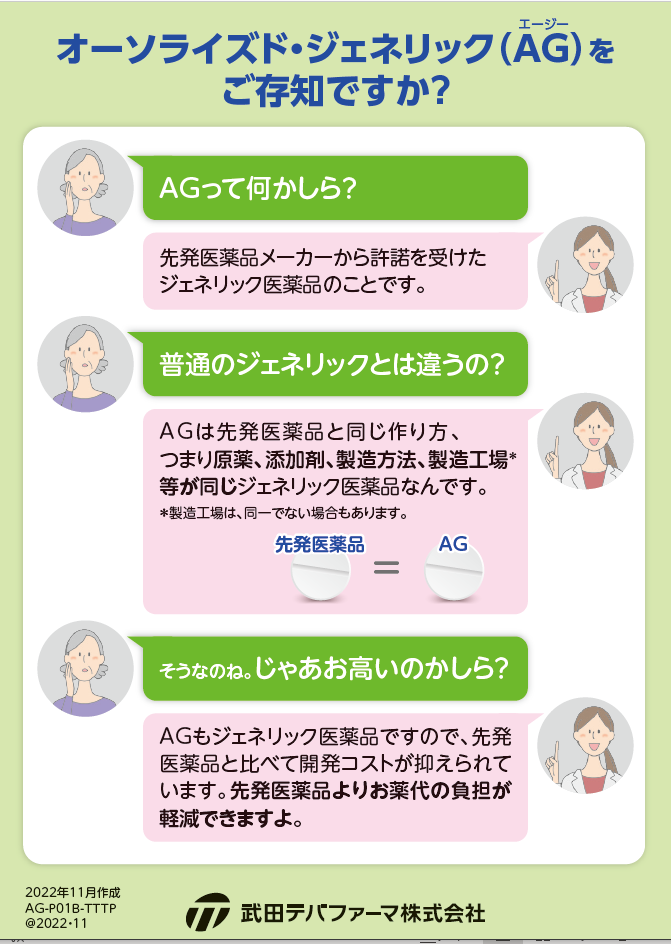 エージー
オーソライズド・ジェネリック(AG)を
ご存知ですか?
AGって何かしら?
先発医薬品メーカーから許諾を受けた
ジェネリック医薬品のことです。
普通のジェネリックとは違うの?
AGは先発医薬品と同じ作り方、
つまり原薬、添加剤、製造方法、製造工場*
等が同じジェネリック医薬品なんです。
*製造工場は、同一でない場合もあります。
先発医薬品 = AG
そうなのね。じゃあお高いのかしら?
AGもジェネリック医薬品ですので、先発
医薬品と比べて開発コストが抑えられて
います。先発医薬品よりお薬代の負担が
軽減できますよ。
2022年11月作成
AG-P01B-TTTP
@2022・11
武田テバファーマ株式会社